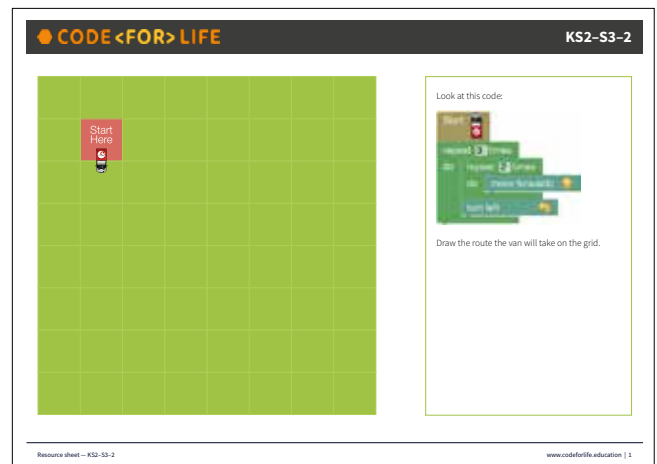 CODE <FOR> LIFE
KS2–S3–2
Start
Here
Look at this code:
Start
repeat 3 times
do repeat 2 times
do move forwards
turn left
Draw the route the van will take on the grid.
Resource sheet — KS2–S3–2
www.codeforlife.education | 1